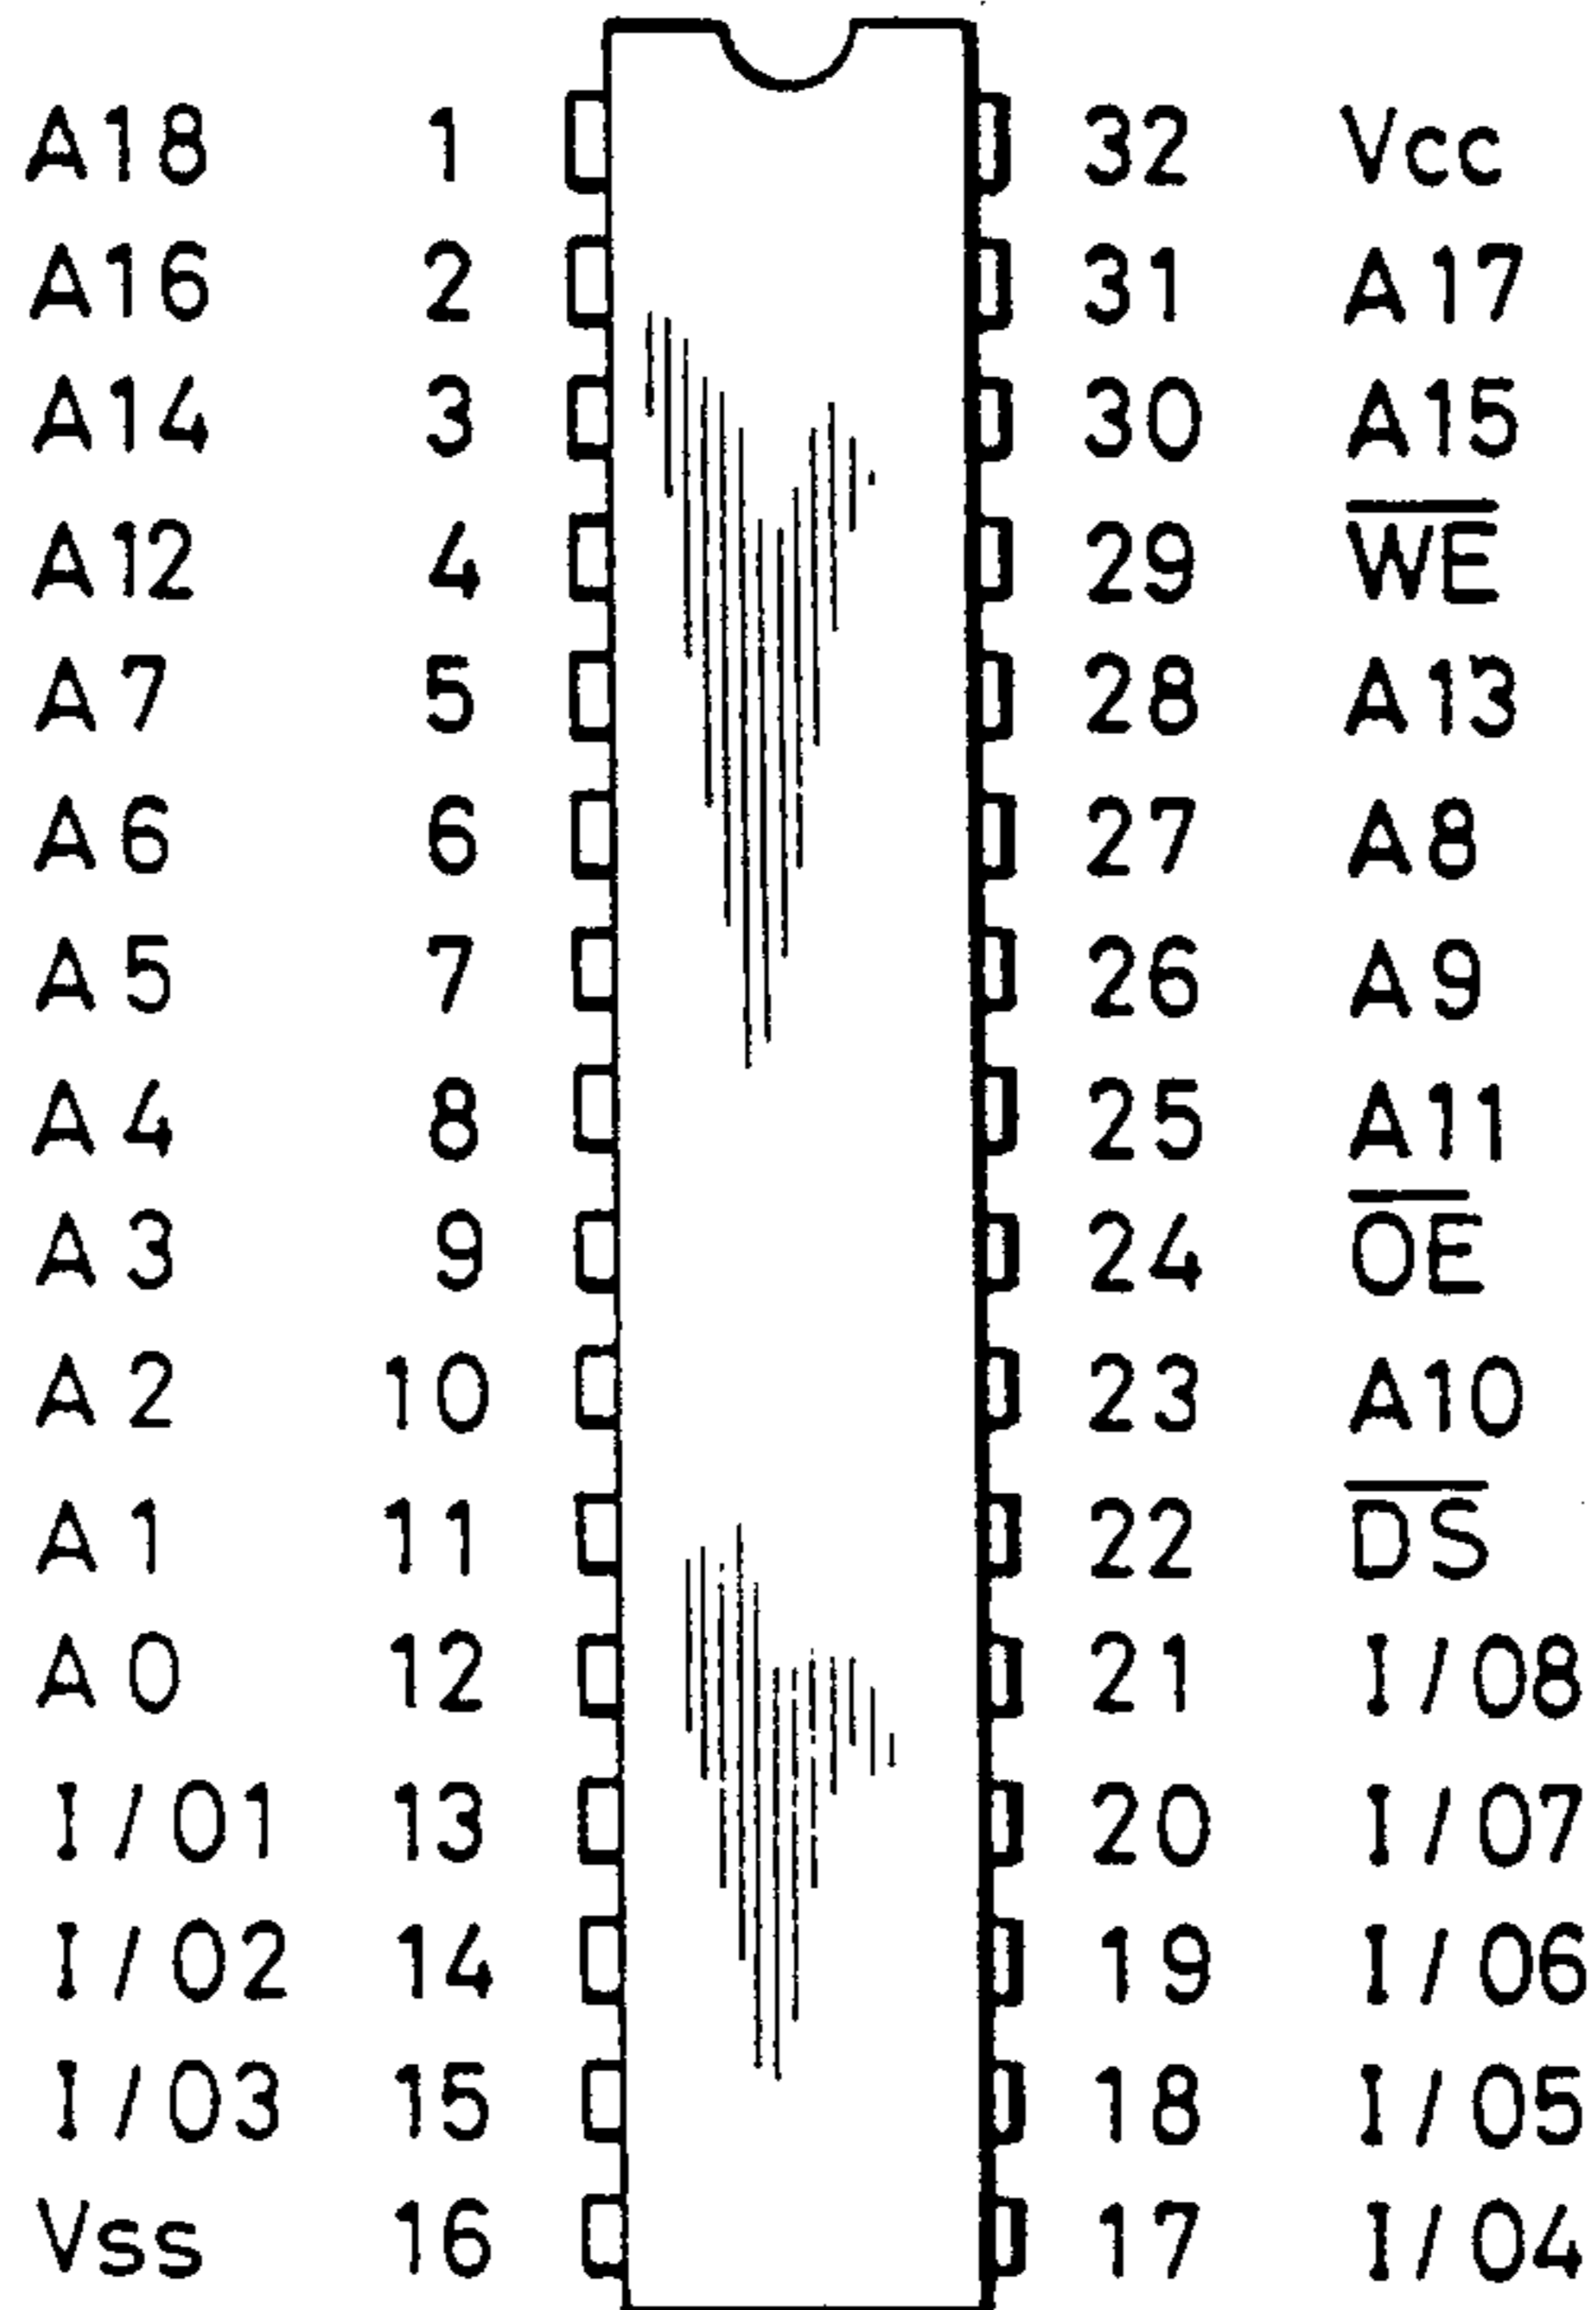 A18 1 32 Vcc
A16 2 31 A17
A14 3 30 A15
A12 4 29 W̅E̅
A7 5 28 A13
A6 6 27 A8
A5 7 26 A9
A4 8 25 A11
A3 9 24 O̅E̅
A2 10 23 A10
A1 11 22 D̅S̅
A0 12 21 I/08
I/01 13 20 I/07
I/02 14 19 I/06
I/03 15 18 I/05
Vss 16 17 I/04